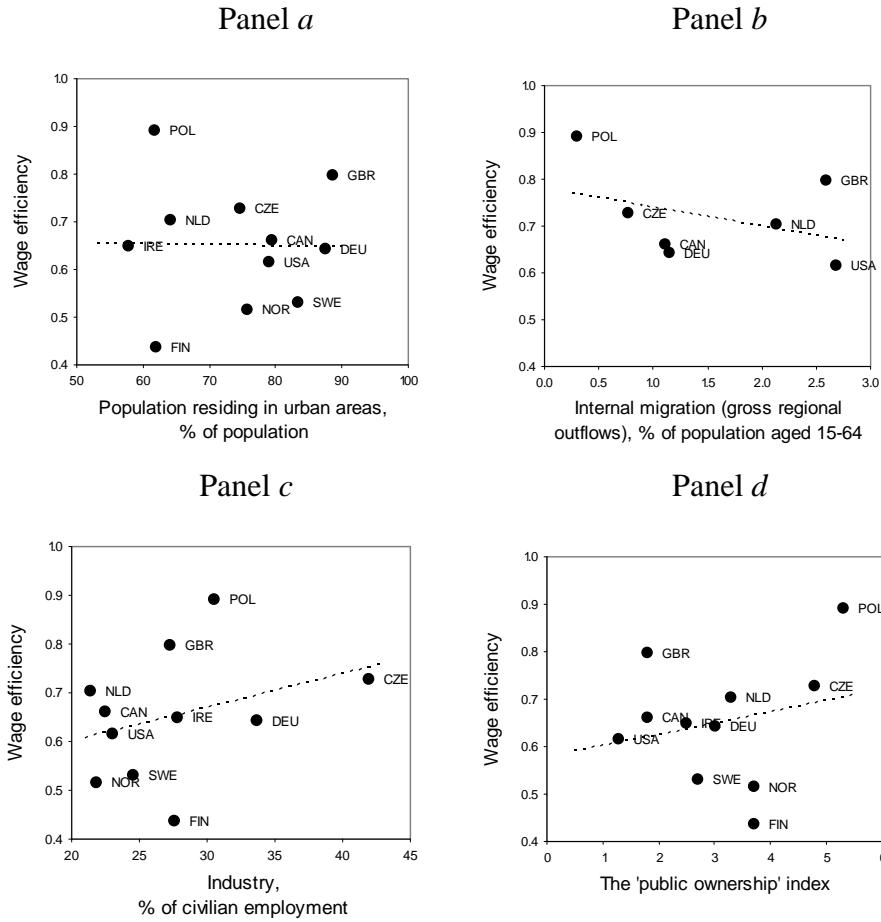 Panel a
Panel b
1.0
0.9
0.8
0.7
0.6
0.5
0.4
Wage efficiency
POL
GBR
CZE
NLD
CAN
IRE
DEU
USA
SWE
NOR
FIN
50 60 70 80 90 100
Population residing in urban areas,
% of population
1.0
0.9
0.8
0.7
0.6
0.5
0.4
Wage efficiency
POL
GBR
CZE
NLD
CAN
DEU
USA
0.0 0.5 1.0 1.5 2.0 2.5 3.0
Internal migration (gross regional
outflows), % of population aged 15-64
Panel c
Panel d
1.0
0.9
0.8
0.7
0.6
0.5
0.4
Wage efficiency
POL
GBR
CZE
NLD
CAN
IRE
DEU
USA
SWE
NOR
FIN
20 25 30 35 40 45
Industry,
% of civilian employment
1.0
0.9
0.8
0.7
0.6
0.5
0.4
Wage efficiency
POL
GBR
CZE
NLD
CAN
IRE
DEU
USA
SWE
NOR
FIN
0 1 2 3 4 5 6
The 'public ownership' index